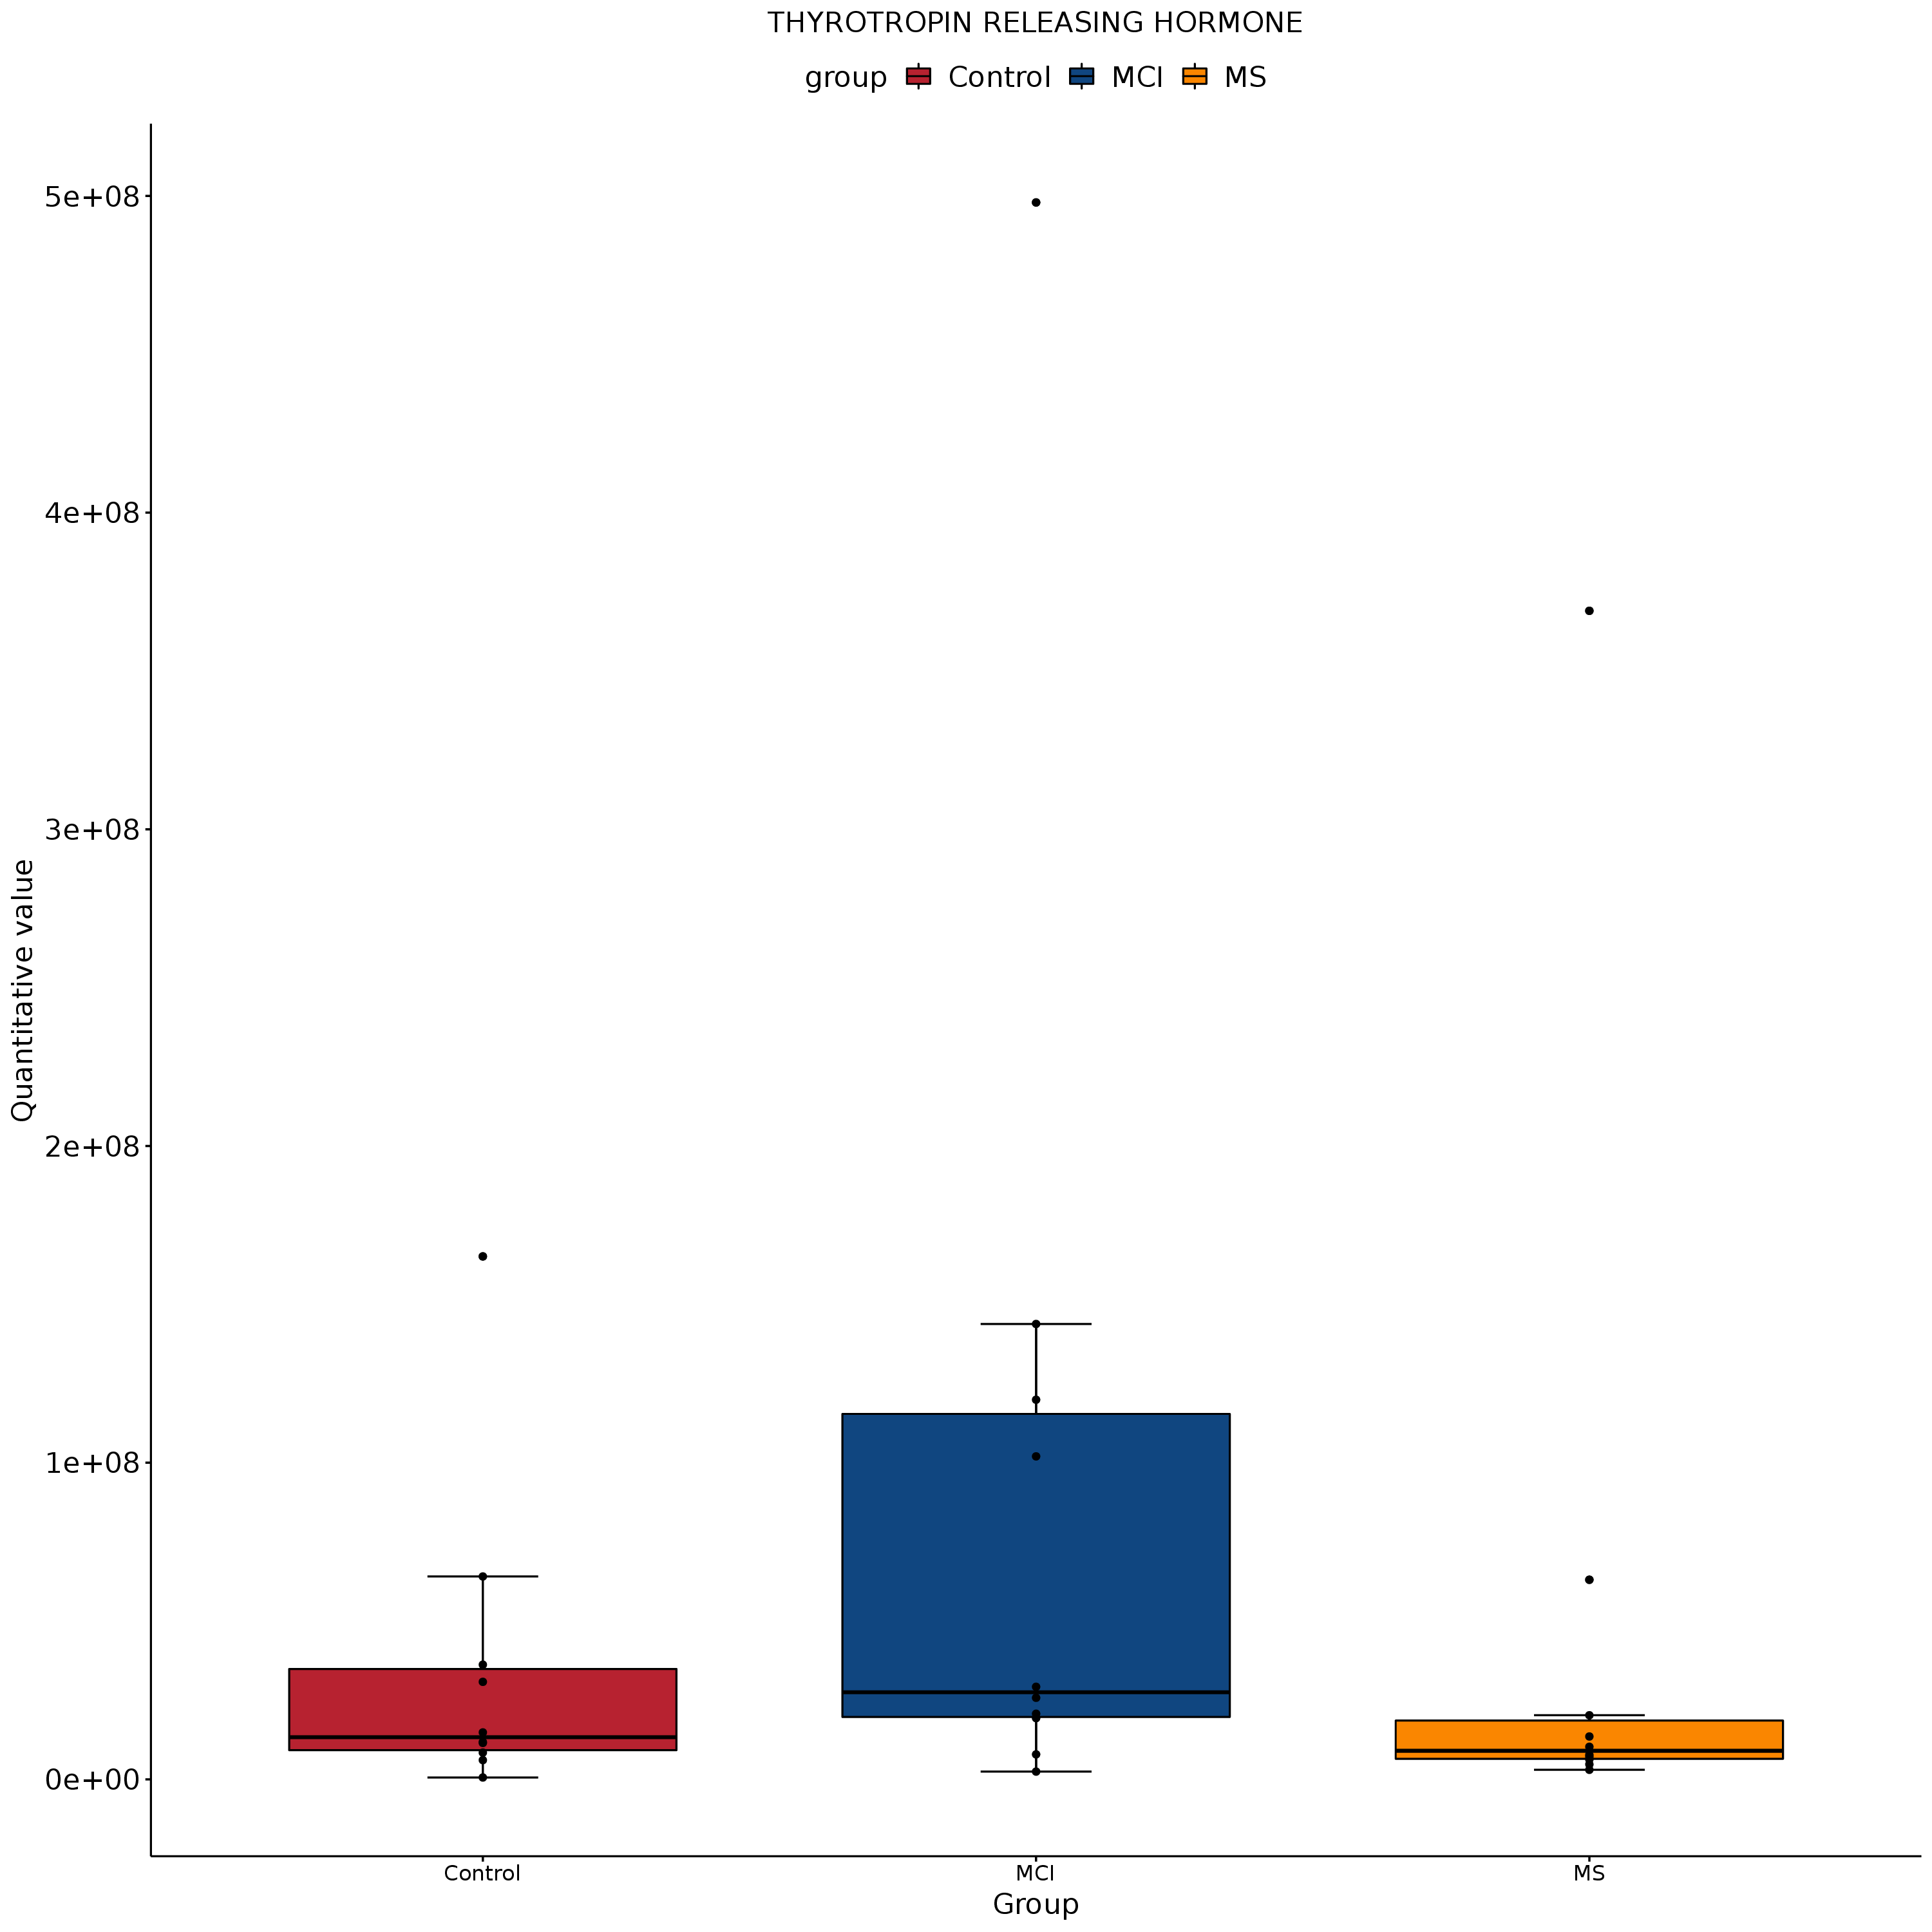 THYROTROPIN RELEASING HORMONE
group Control MCI MS
5e+08
4e+08
3e+08
2e+08
1e+08
0e+00
Quantitative value
Control MCI MS
Group